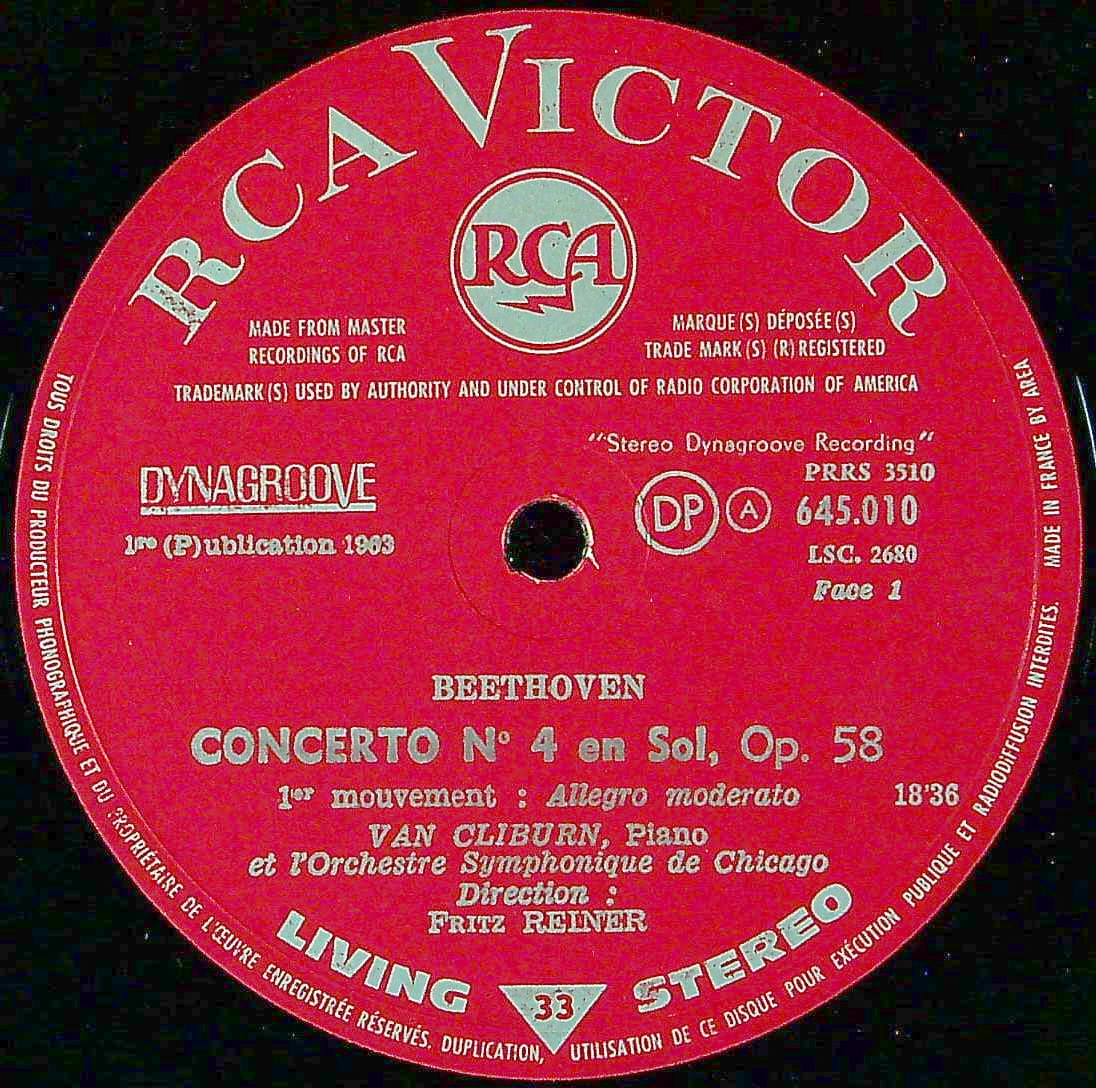 RCA VICTOR
RCA
MADE FROM MASTER
RECORDINGS OF RCA
MARQUE(S) DÉPOSÉE(S)
TRADE MARK(S) (R) REGISTERED
TRADEMARK(S) USED BY AUTHORITY AND UNDER CONTROL OF RADIO CORPORATION OF AMERICA
"Stereo Dynagroove Recording"
DYNAGROOVE
1re (P)ublication 1963
PRRS 3510
DP A 645.010
LSC. 2680
Face 1
BEETHOVEN
CONCERTO No 4 en Sol, Op. 58
1er mouvement : Allegro moderato 18'36
VAN CLIBURN, Piano
et l'Orchestre Symphonique de Chicago
Direction :
FRITZ REINER
LIVING 33 STEREO
TOUS DROITS DU PRODUCTEUR PHONOGRAPHIQUE ET DU PROPRIÉTAIRE DE L'ŒUVRE ENREGISTRÉE RÉSERVÉS. DUPLICATION, UTILISATION DE CE DISQUE POUR EXÉCUTION PUBLIQUE ET RADIODIFFUSION INTERDITES. MADE IN FRANCE BY AREA